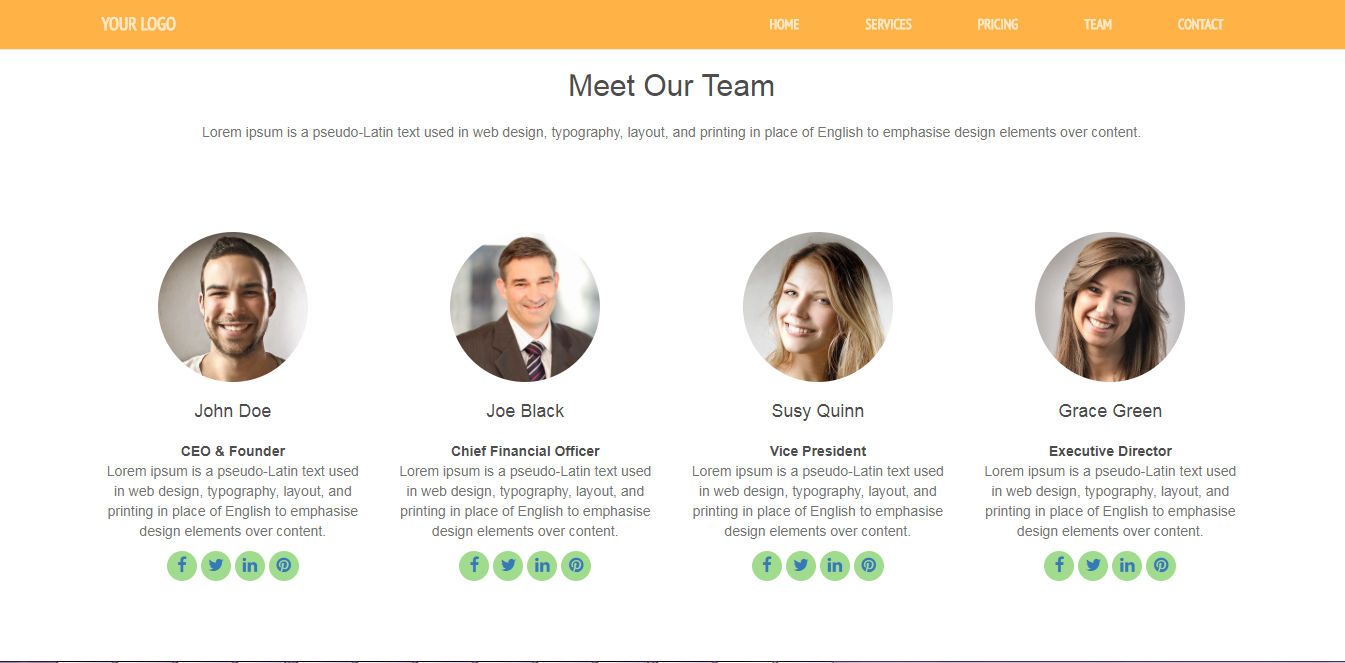 YOUR LOGO HOME SERVICES PRICING TEAM CONTACT
Meet Our Team
Lorem ipsum is a pseudo-Latin text used in web design, typography, layout, and printing in place of English to emphasise design elements over content.
John Doe
CEO & Founder
Lorem ipsum is a pseudo-Latin text used
in web design, typography, layout, and
printing in place of English to emphasise
design elements over content.
Joe Black
Chief Financial Officer
Lorem ipsum is a pseudo-Latin text used
in web design, typography, layout, and
printing in place of English to emphasise
design elements over content.
Susy Quinn
Vice President
Lorem ipsum is a pseudo-Latin text used
in web design, typography, layout, and
printing in place of English to emphasise
design elements over content.
Grace Green
Executive Director
Lorem ipsum is a pseudo-Latin text used
in web design, typography, layout, and
printing in place of English to emphasise
design elements over content.